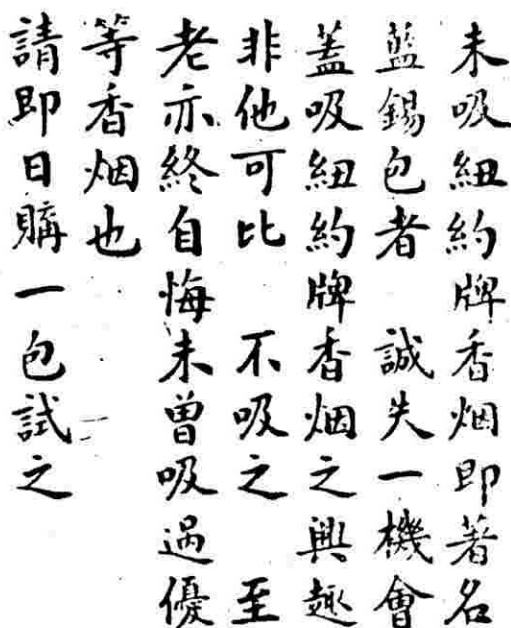 未吸紐約牌香烟即著名
藍錫包者　誠失一機會
蓋吸紐約牌香烟之興趣
非他可比　不吸之　至
老亦終自悔未曾吸過優
等香烟也
請即日購一包試之